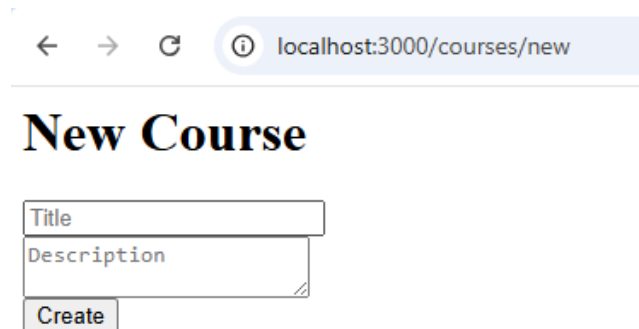 localhost:3000/courses/new
New Course
Title
Description
Create